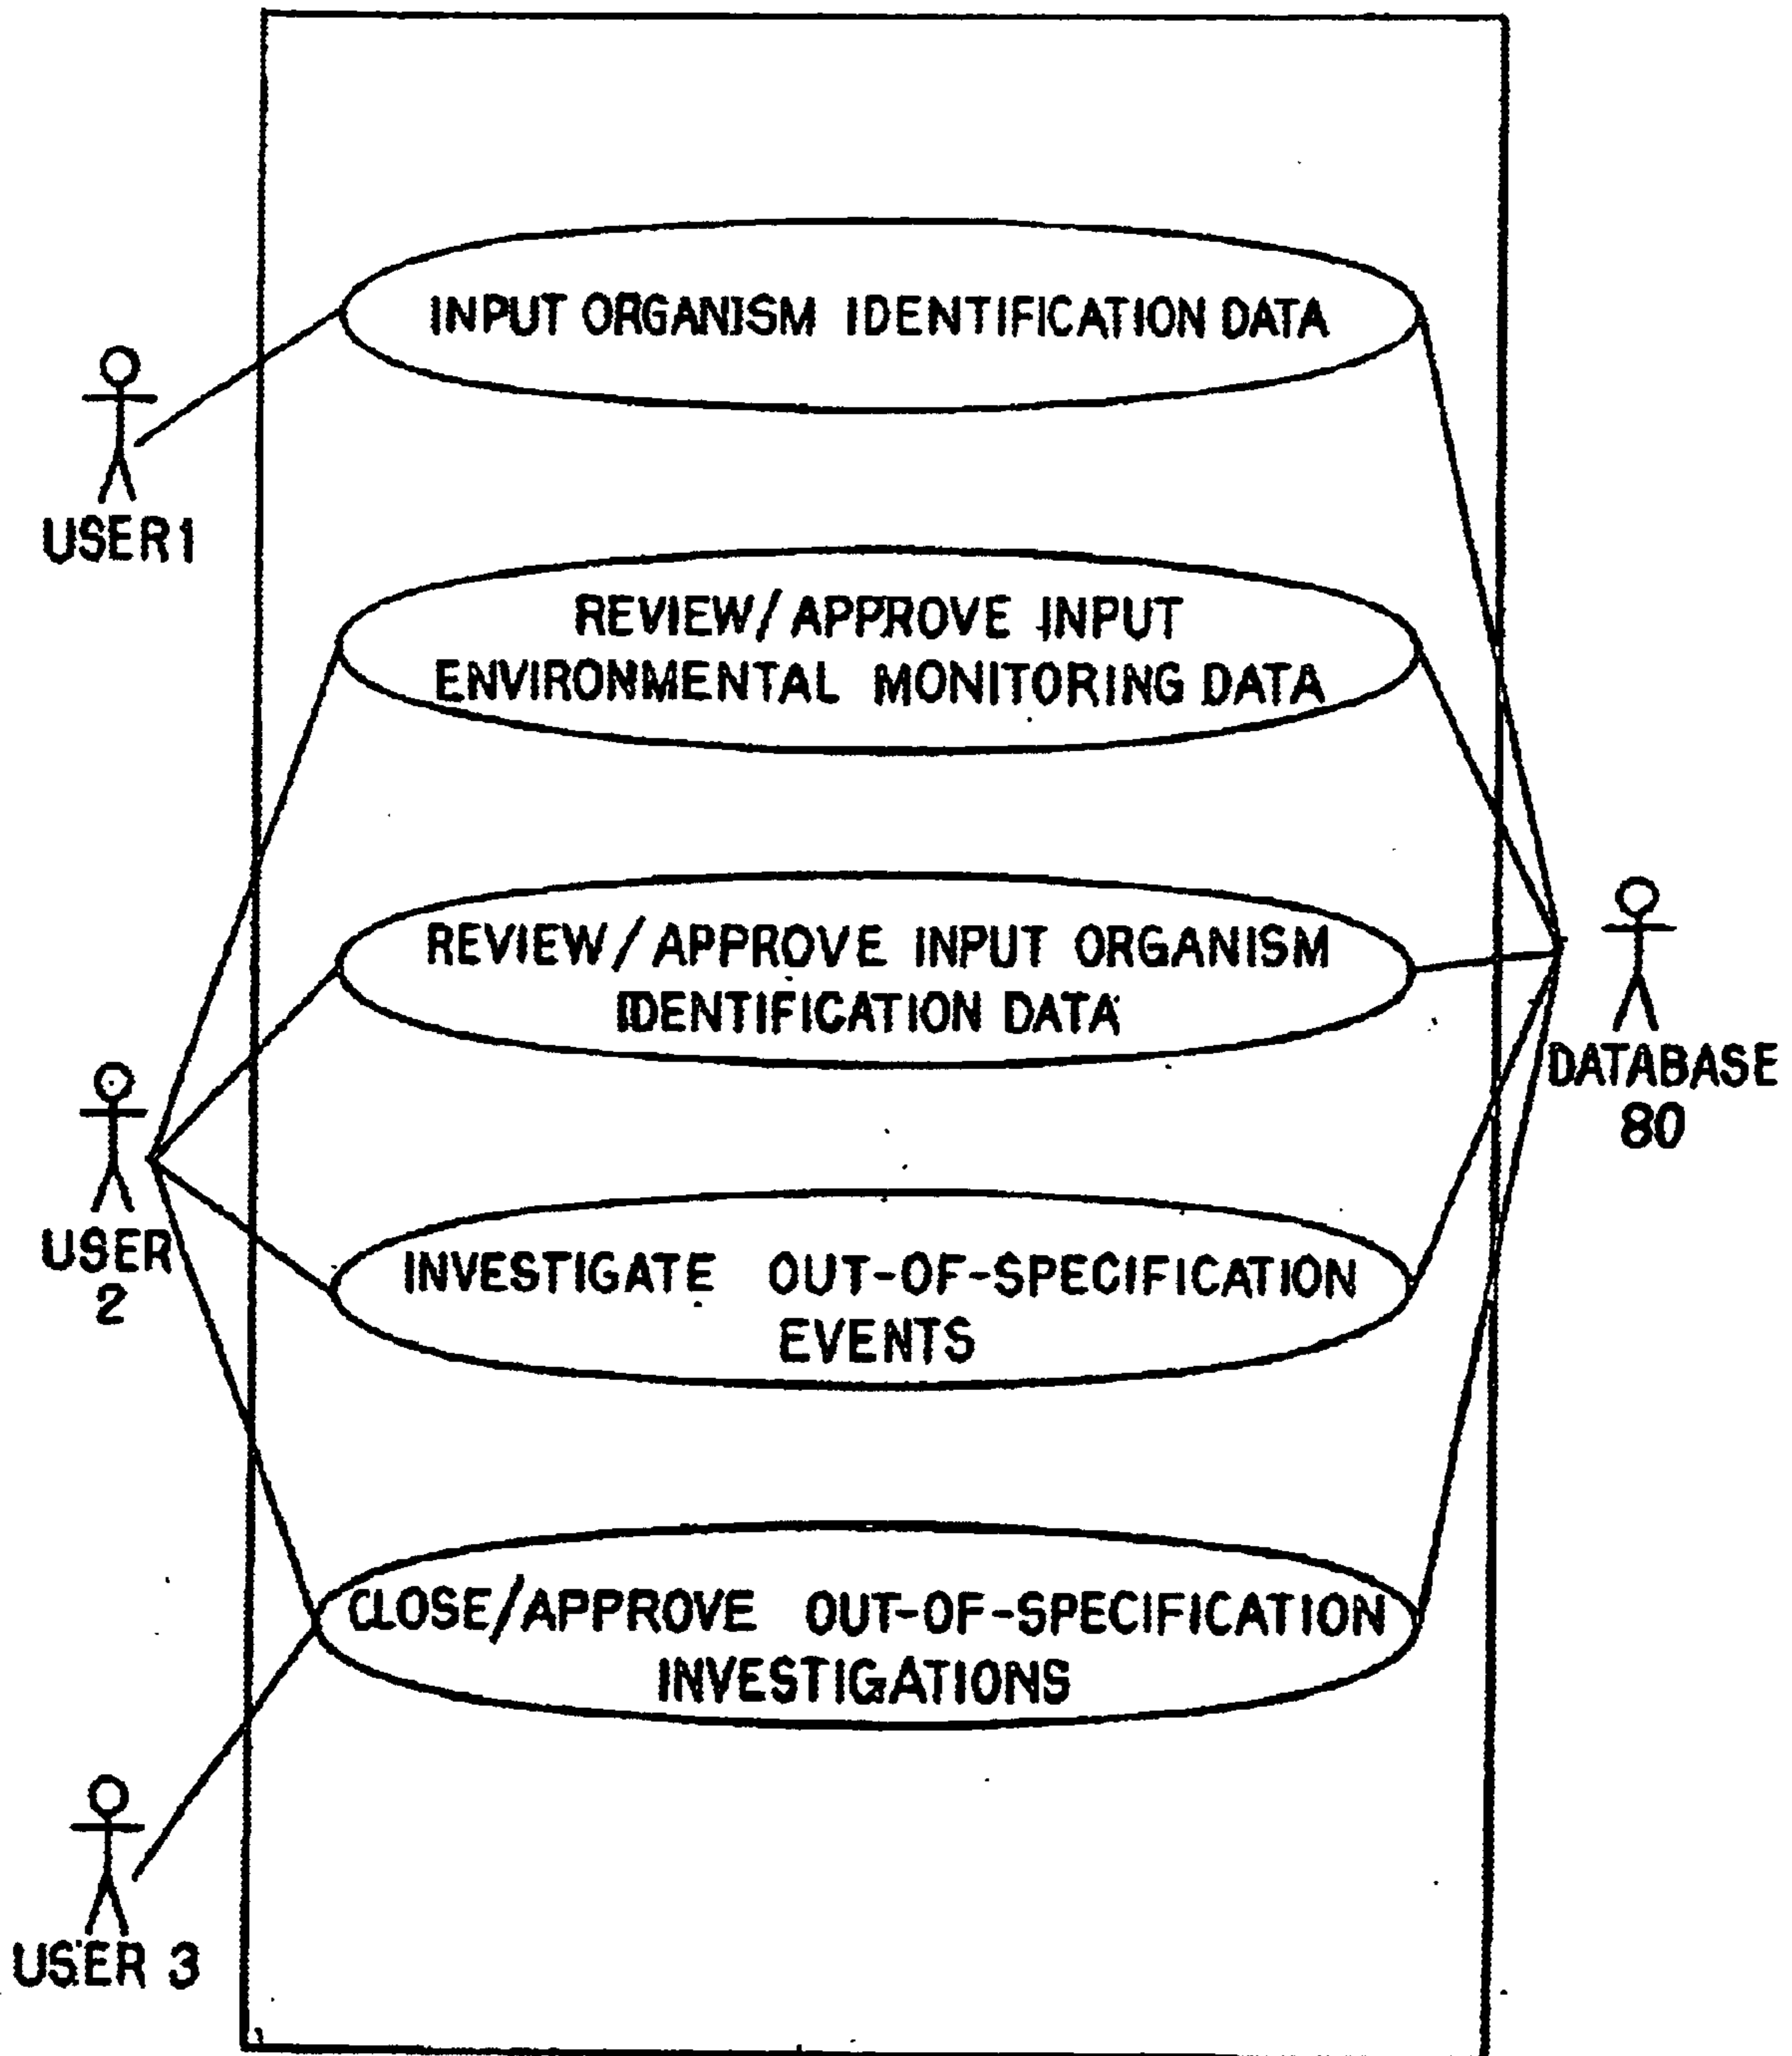 INPUT ORGANISM IDENTIFICATION DATA
USER1
REVIEW/APPROVE INPUT
ENVIRONMENTAL MONITORING DATA
REVIEW/APPROVE INPUT ORGANISM
IDENTIFICATION DATA
DATABASE
80
USER
2
INVESTIGATE OUT-OF-SPECIFICATION
EVENTS
CLOSE/APPROVE OUT-OF-SPECIFICATION
INVESTIGATIONS
USER 3